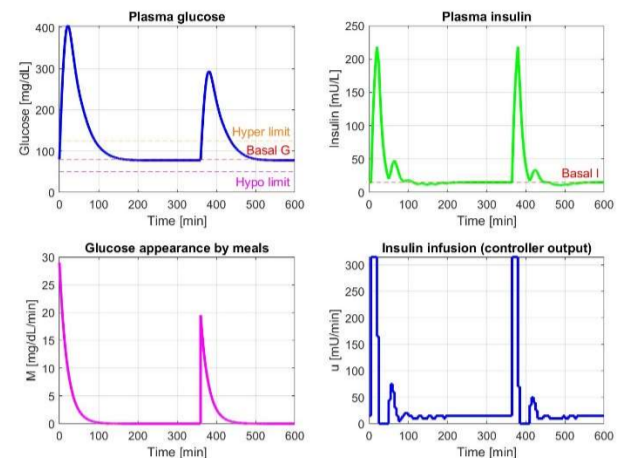 Plasma glucose
400
300
200
100
0
Glucose [mg/dL]
Hyper limit
Basal G
Hypo limit
0 100 200 300 400 500 600
Time [min]
Plasma insulin
250
200
150
100
50
0
Insulin [mU/L]
Basal I
0 100 200 300 400 500 600
Time [min]
Glucose appearance by meals
30
25
20
15
10
5
0
M [mg/dL/min]
0 100 200 300 400 500 600
Time [min]
Insulin infusion (controller output)
300
250
200
150
100
50
0
u [mU/min]
0 100 200 300 400 500 600
Time [min]